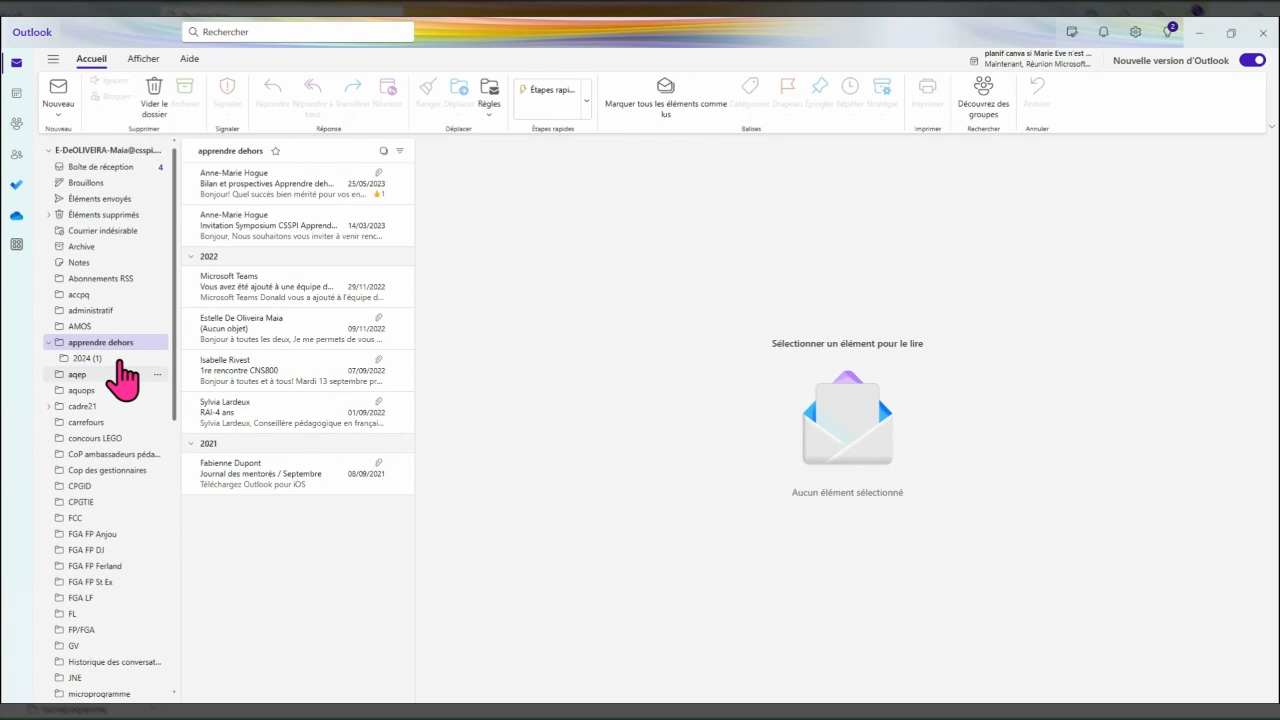 Outlook
Rechercher
2
Accueil
Afficher
Aide
planif canva si Marie Eve n'est ...
Maintenant, Réunion Microsoft...
Nouvelle version d'Outlook
Nouveau
Ignorer
Bloquer
Vider le dossier
Archiver
Signaler
Répondre
Répondre à tous
Transférer
Réunion
Ranger
Déplacer
Règles
Étapes rapi...
Marquer tous les éléments comme lus
Catégoriser
Drapeau
Épingler
Répéter
Stratégie
Imprimer
Découvrez des groupes
Annuler
Nouveau
Supprimer
Signaler
Réponse
Déplacer
Étapes rapides
Balises
Imprimer
Rechercher
Annuler
E-DeOLIVEIRA-Maia@csspi....
Boîte de réception 4
Brouillons
Éléments envoyés
Éléments supprimés
Courrier indésirable
Archive
Notes
Abonnements RSS
accpq
administratif
AMOS
apprendre dehors
2024 (1)
aqep
aquops
cadre21
carrefours
concours LEGO
CoP ambassadeurs péda...
Cop des gestionnaires
CPGID
CPGTIE
FCC
FGA FP Anjou
FGA FP DJ
FGA FP Ferland
FGA FP St Ex
FGA LF
FL
FP/FGA
GV
Historique des conversat...
JNE
microprogramme
apprendre dehors
Anne-Marie Hogue
Bilan et prospectives Apprendre deh... 25/05/2023
Bonjour! Quel succès bien mérité pour vos en... 1
Anne-Marie Hogue
Invitation Symposium CSSPI Apprend... 14/03/2023
Bonjour, Nous souhaitons vous inviter à venir renc...
2022
Microsoft Teams
Vous avez été ajouté à une équipe d... 29/11/2022
Microsoft Teams Donald vous a ajouté à l'équipe d...
Estelle De Oliveira Maia
(Aucun objet) 09/11/2022
Bonjour à toutes les deux, Je me permets de vous ...
Isabelle Rivest
1re rencontre CNS800 07/09/2022
Bonjour à toutes et à tous! Mardi 13 septembre pr...
Sylvia Lardeux
RAI-4 ans 01/09/2022
Sylvia Lardeux, Conseillère pédagogique en françai...
2021
Fabienne Dupont
Journal des mentorés / Septembre 08/09/2021
Téléchargez Outlook pour iOS
Sélectionner un élément pour le lire
Aucun élément sélectionné
microprogramme